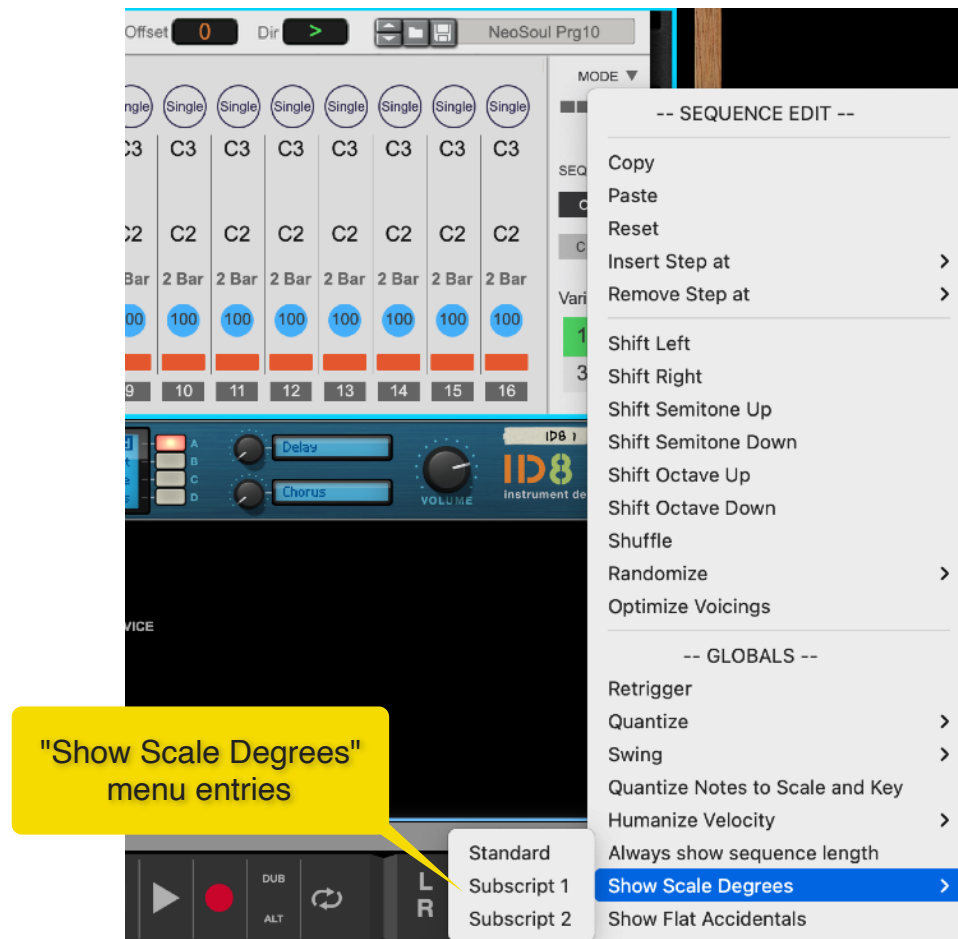 Offset 0 Dir > NeoSoul Prg10
MODE ▼
Single Single Single Single Single Single Single
C3 C3 C3 C3 C3 C3 C3
C2 C2 C2 C2 C2 C2 C2
Bar 2 Bar 2 Bar 2 Bar 2 Bar 2 Bar 2 Bar 2 Bar
100 100 100 100 100 100 100
9 10 11 12 13 14 15 16
A
B
C
D
Delay
Chorus
VOLUME
ID8 1
ID8
-- SEQUENCE EDIT --
Copy
Paste
Reset
Insert Step at >
Remove Step at >
Shift Left
Shift Right
Shift Semitone Up
Shift Semitone Down
Shift Octave Up
Shift Octave Down
Shuffle
Randomize >
Optimize Voicings
-- GLOBALS --
Retrigger
Quantize >
Swing >
Quantize Notes to Scale and Key
Humanize Velocity >
Always show sequence length
Show Scale Degrees >
Show Flat Accidentals
Standard
Subscript 1
Subscript 2
"Show Scale Degrees"
menu entries
DUB
ALT
L
R